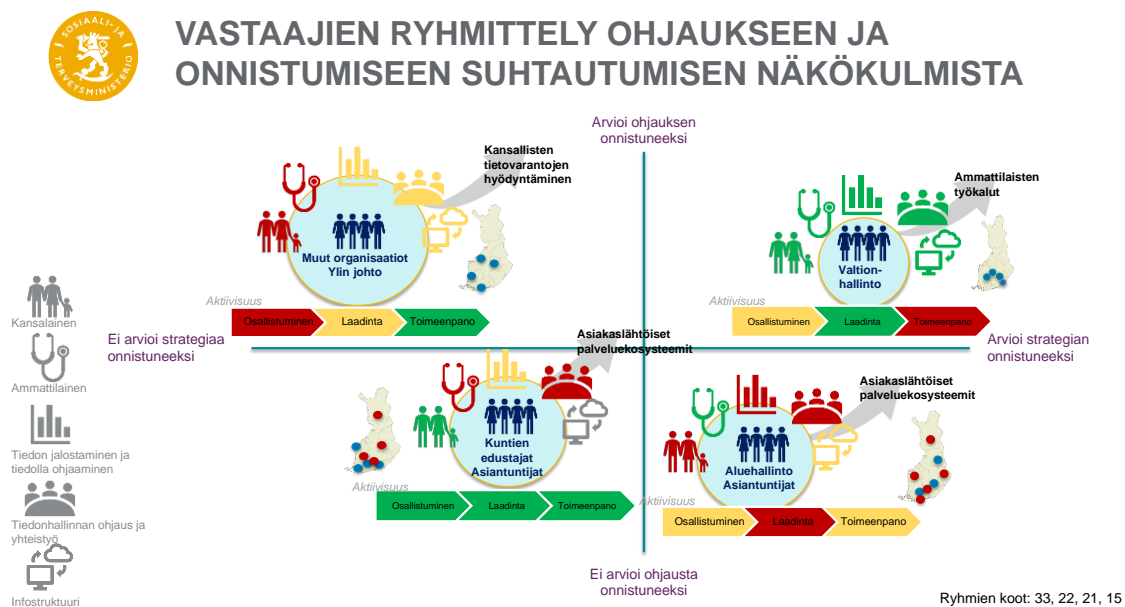 SOSIAALI- JA
TERVEYSMINISTERIÖ
VASTAAJIEN RYHMITTELY OHJAUKSEEN JA
ONNISTUMISEEN SUHTAUTUMISEN NÄKÖKULMISTA
Arvioi ohjauksen
onnistuneeksi
Kansallisten
tietovarantojen
hyödyntäminen
Muut organisaatiot
Ylin johto
Aktiivisuus
Osallistuminen
Laadinta
Toimeenpano
Ammattilaisten
työkalut
Valtion-
hallinto
Aktiivisuus
Osallistuminen
Laadinta
Toimeenpano
Ei arvioi strategiaa
onnistuneeksi
Arvioi strategian
onnistuneeksi
Asiakaslähtöiset
palveluekosysteemit
Kuntien
edustajat
Asiantuntijat
Aktiivisuus
Osallistuminen
Laadinta
Toimeenpano
Asiakaslähtöiset
palveluekosysteemit
Aluehallinto
Asiantuntijat
Aktiivisuus
Osallistuminen
Laadinta
Toimeenpano
Ei arvioi ohjausta
onnistuneeksi
Kansalainen
Ammattilainen
Tiedon jalostaminen ja
tiedolla ohjaaminen
Tiedonhallinnan ohjaus ja
yhteistyö
Infostruktuuri
Ryhmien koot: 33, 22, 21, 15